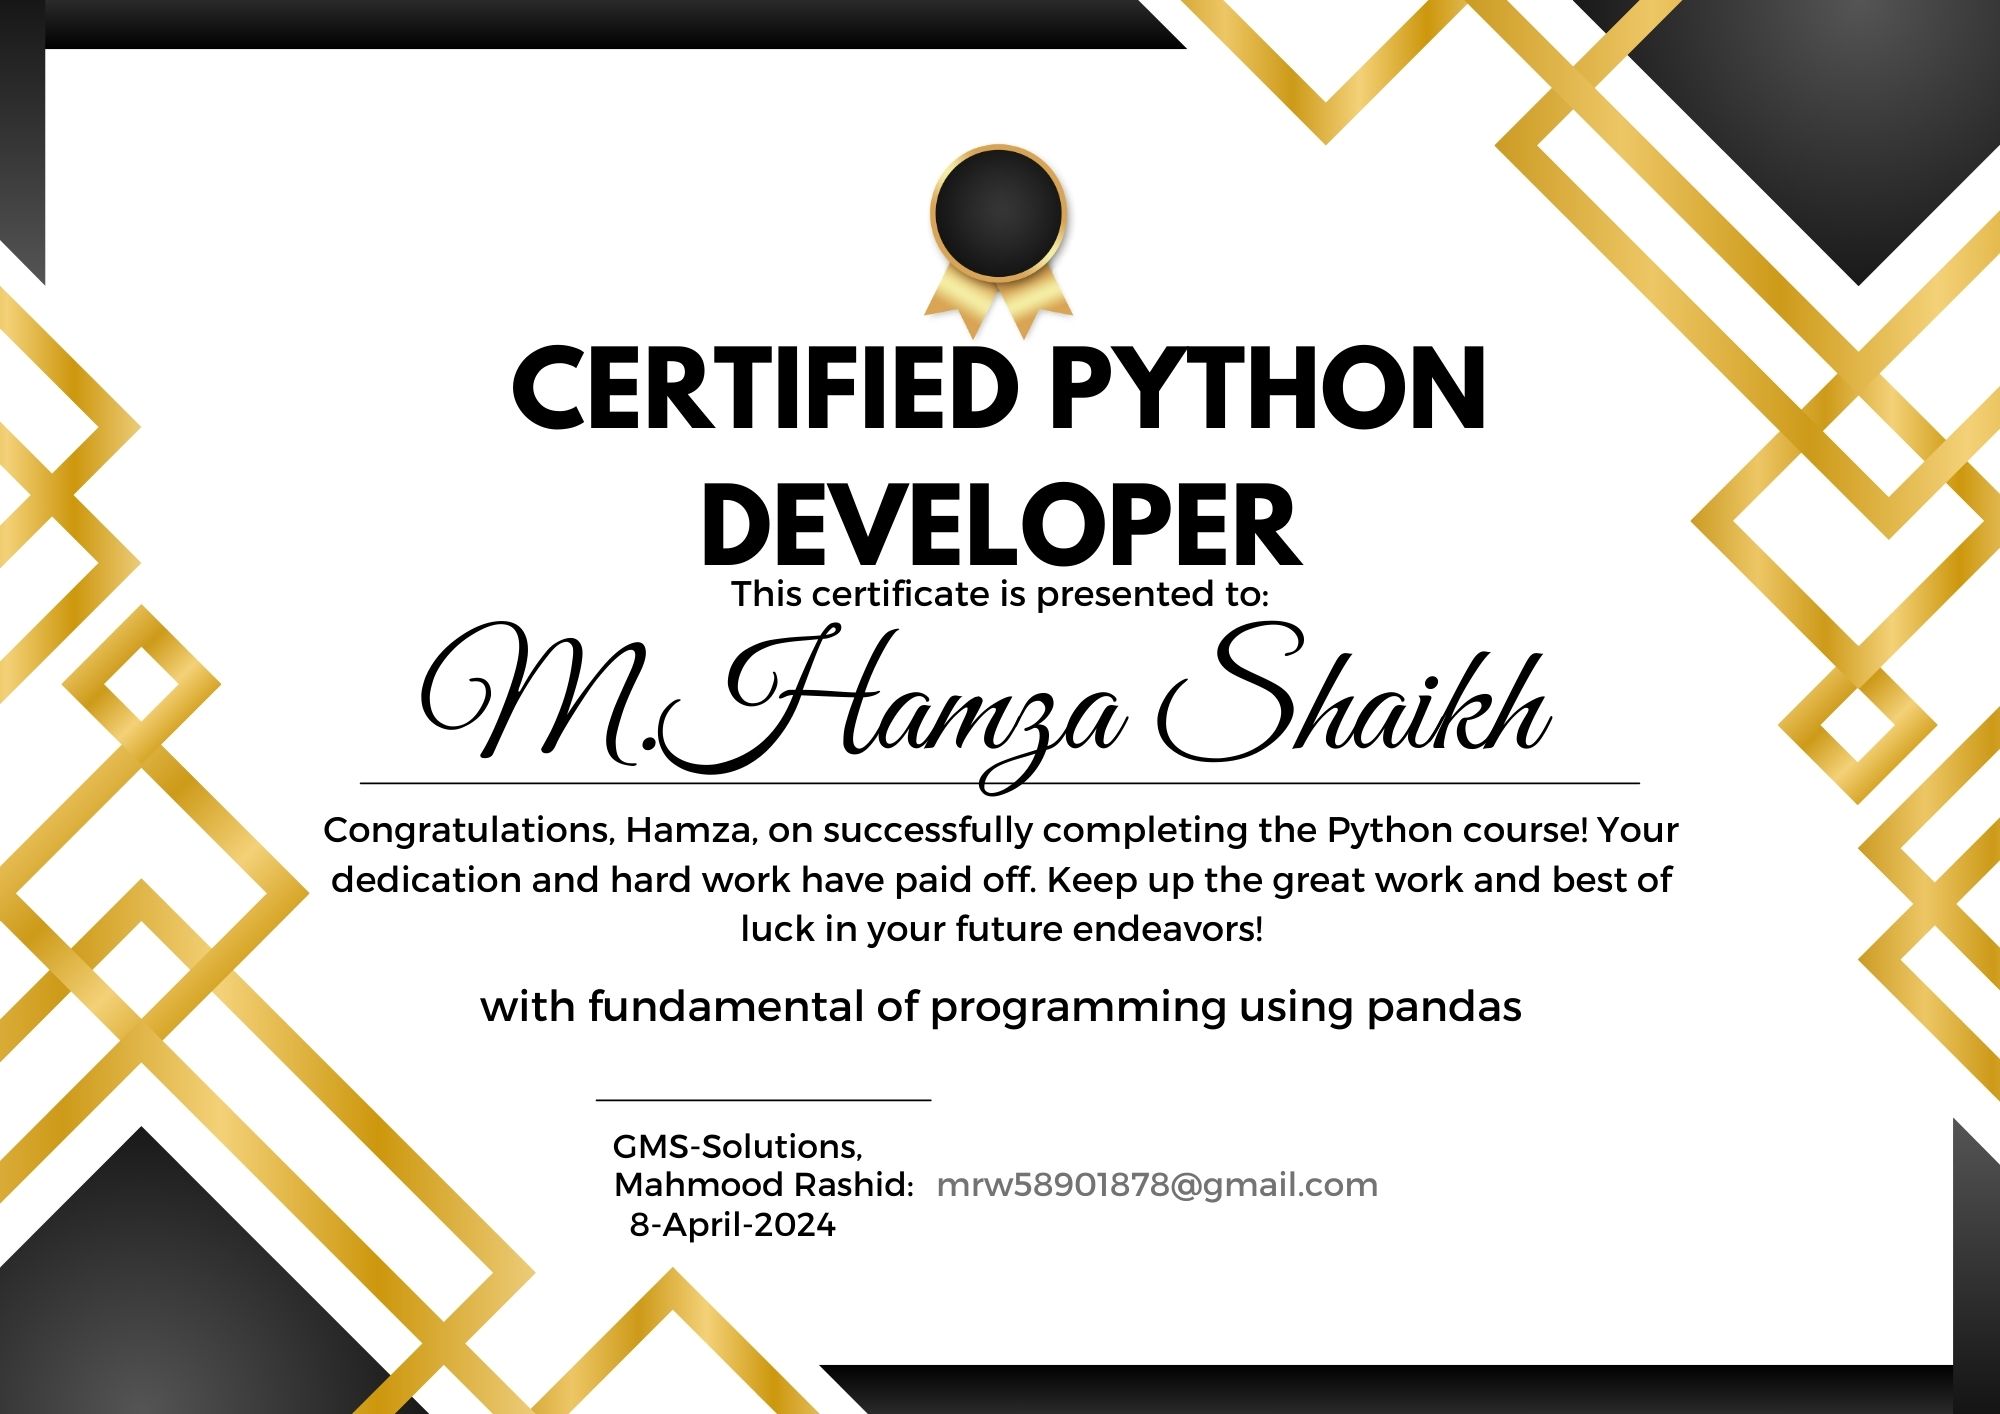 CERTIFIED PYTHON
DEVELOPER
This certificate is presented to:
M.Hamza Shaikh
Congratulations, Hamza, on successfully completing the Python course! Your
dedication and hard work have paid off. Keep up the great work and best of
luck in your future endeavors!
with fundamental of programming using pandas
GMS-Solutions,
Mahmood Rashid: mrw58901878@gmail.com
8-April-2024